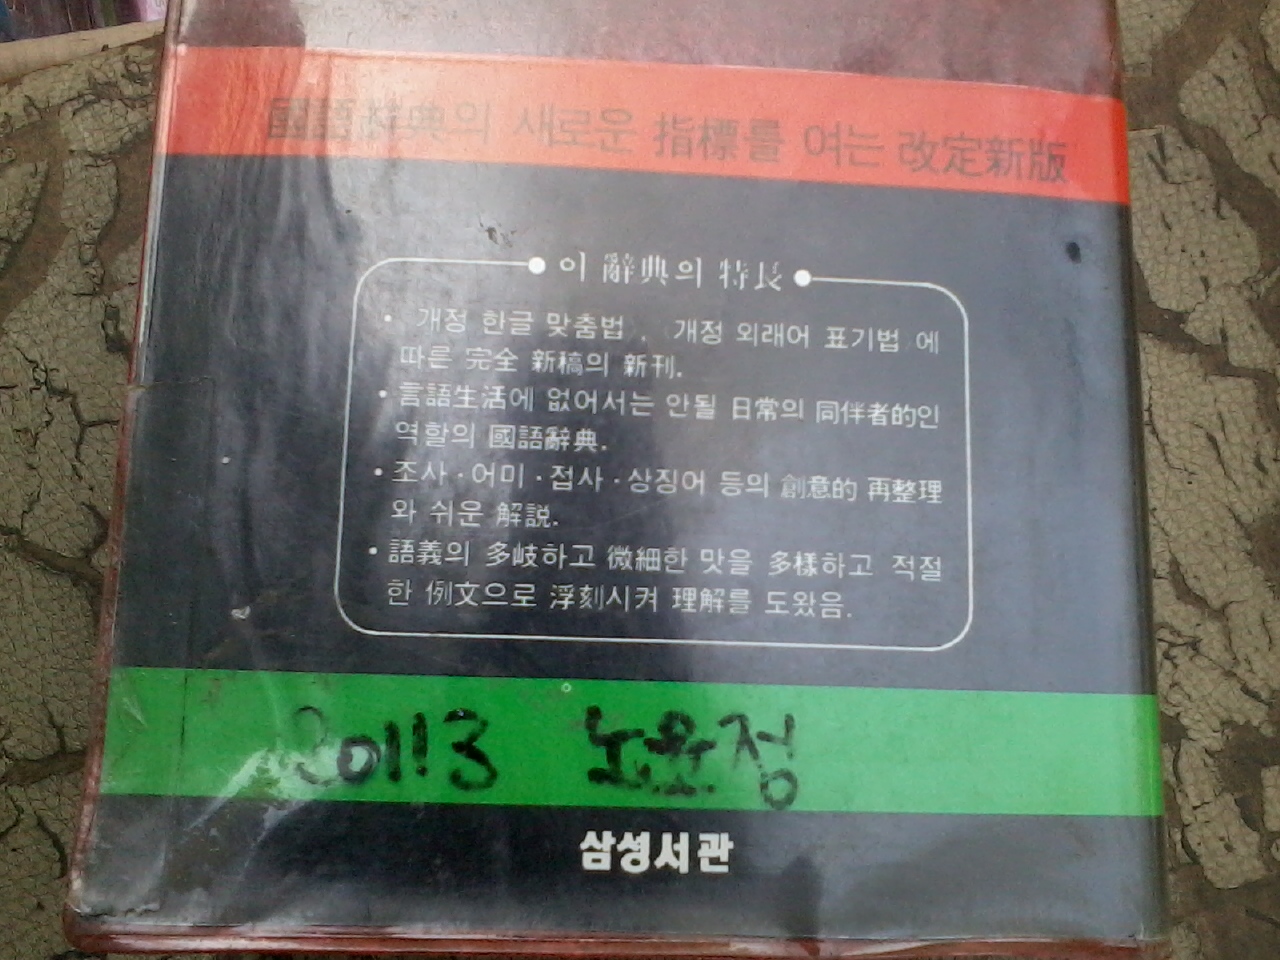 國語辭典의 새로운 指標를 여는 改定新版
이 辭典의 特長
• 개정 한글 맞춤법 , 개정 외래어 표기법 에
따른 完全 新稿의 新刊.
• 言語生活에 없어서는 안될 日常의 同伴者的인
역할의 國語辭典.
• 조사 · 어미 · 접사 · 상징어 등의 創意的 再整理
와 쉬운 解説.
• 語義의 多岐하고 微細한 맛을 多樣하고 적절
한 例文으로 浮刻시켜 理解를 도왔음.
노윤정
삼성서관